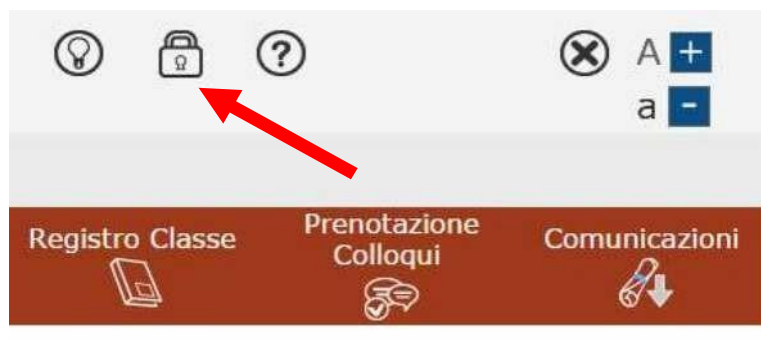 ?
A +
a -
Registro Classe
Prenotazione
Colloqui
Comunicazioni